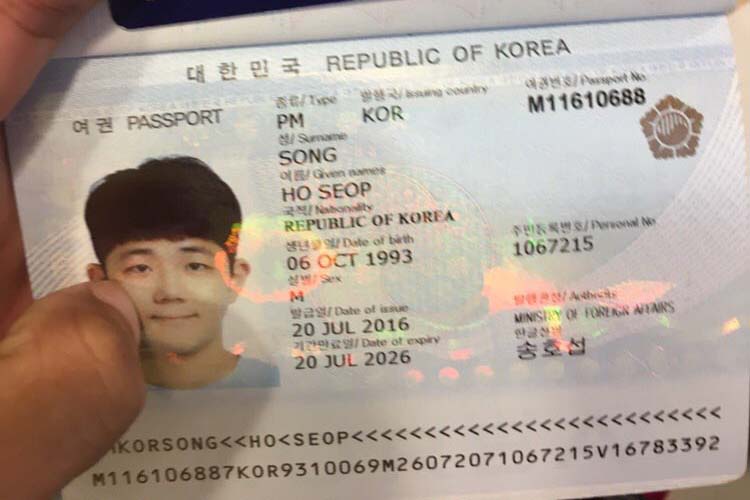 대한민국 REPUBLIC OF KOREA
여권 PASSPORT
종류/Type 발행국/Issuing country 여권번호/Passport No
PM KOR M11610688
성/Surname
SONG
이름/Given names
HO SEOP
국적/Nationality
REPUBLIC OF KOREA
생년월일/Date of birth 주민등록번호/Personal No
06 OCT 1993 1067215
성별/Sex
M
발급일/Date of issue 발행관청/Authority
20 JUL 2016 MINISTRY OF FOREIGN AFFAIRS
기간만료일/Date of expiry 한글성명
20 JUL 2026 송호섭
KORSONG<<HO<SEOP<<<<<<<<<<<<<<<<<<<<<<<<<<
M116106887KOR9310069M26072071067215V16783392